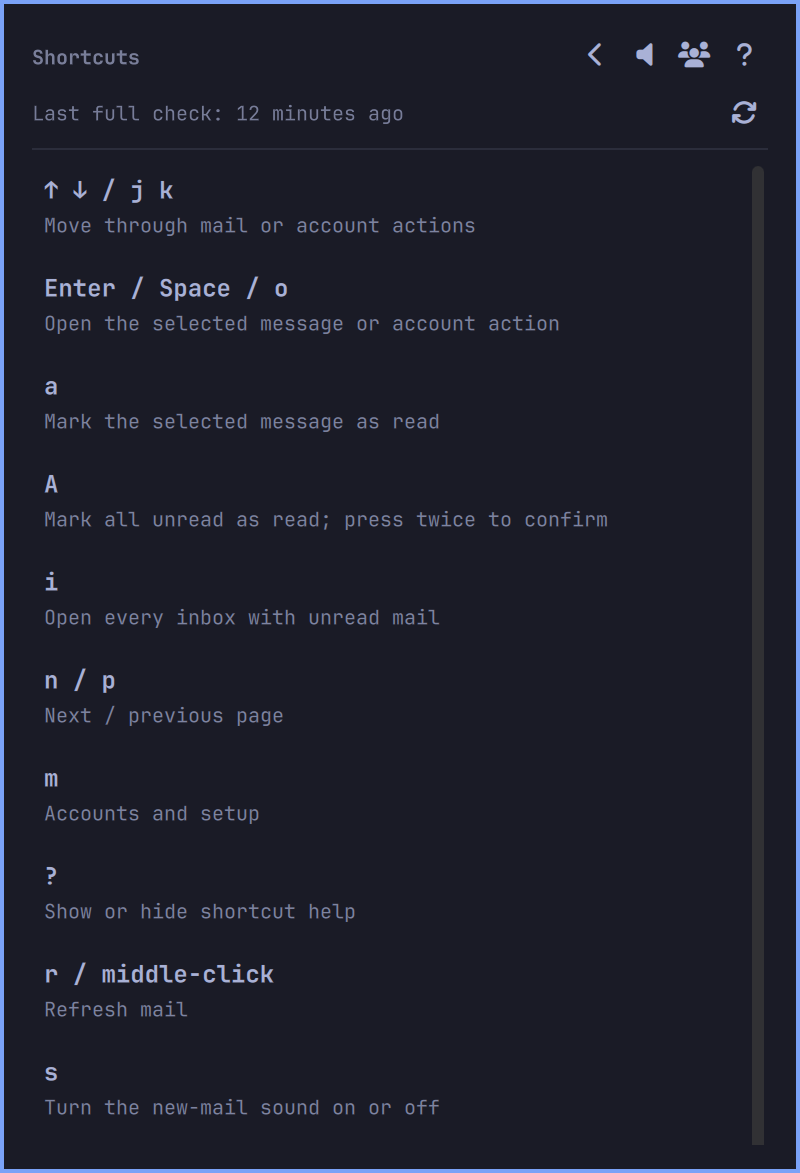 Shortcuts
?
Last full check: 12 minutes ago
↑ ↓ / j k
Move through mail or account actions
Enter / Space / o
Open the selected message or account action
a
Mark the selected message as read
A
Mark all unread as read; press twice to confirm
i
Open every inbox with unread mail
n / p
Next / previous page
m
Accounts and setup
?
Show or hide shortcut help
r / middle-click
Refresh mail
s
Turn the new-mail sound on or off